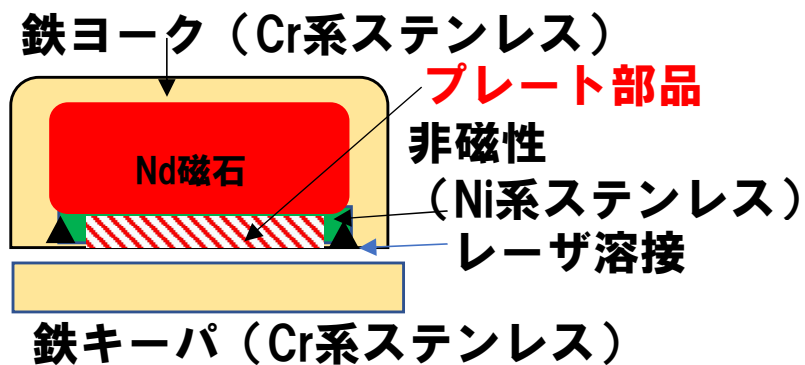 鉄ヨーク（Cr系ステンレス）
プレート部品
Nd磁石
非磁性
（Ni系ステンレス）
レーザ溶接
鉄キーパ（Cr系ステンレス）